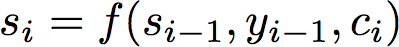 s_i = f(s_{i-1}, y_{i-1}, c_i)